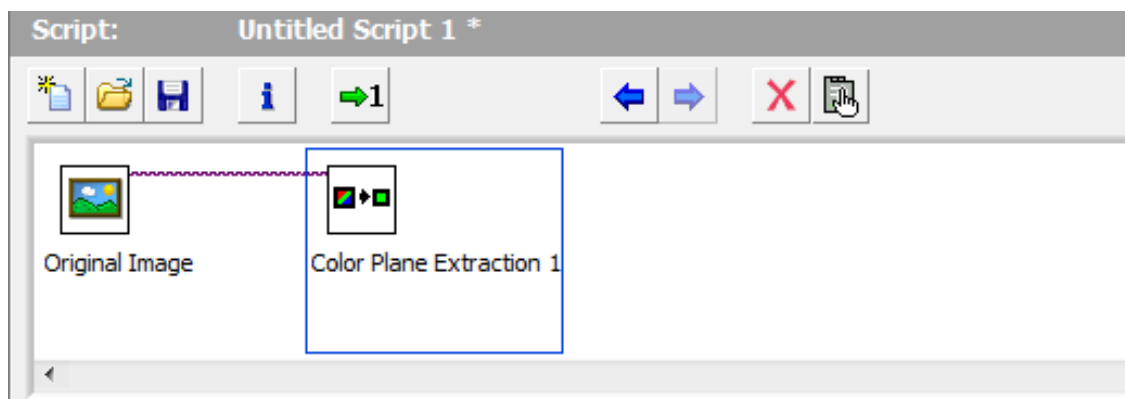 Script: Untitled Script 1 *
i 1
Original Image Color Plane Extraction 1